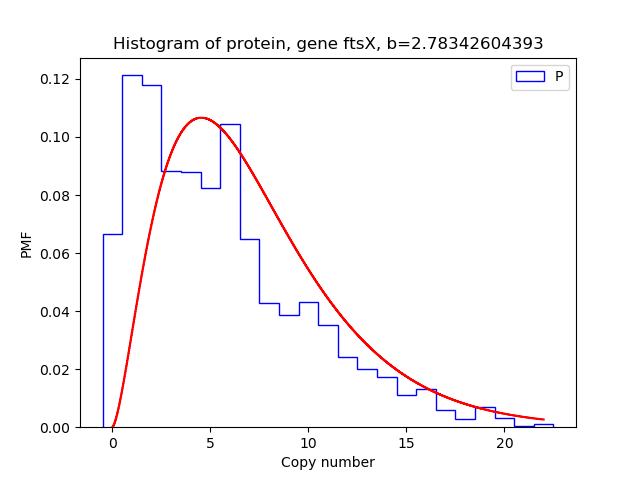 Histogram of protein, gene ftsX, b=2.78342604393
P
0.12
0.10
0.08
0.06
0.04
0.02
0.00
PMF
0 5 10 15 20
Copy number